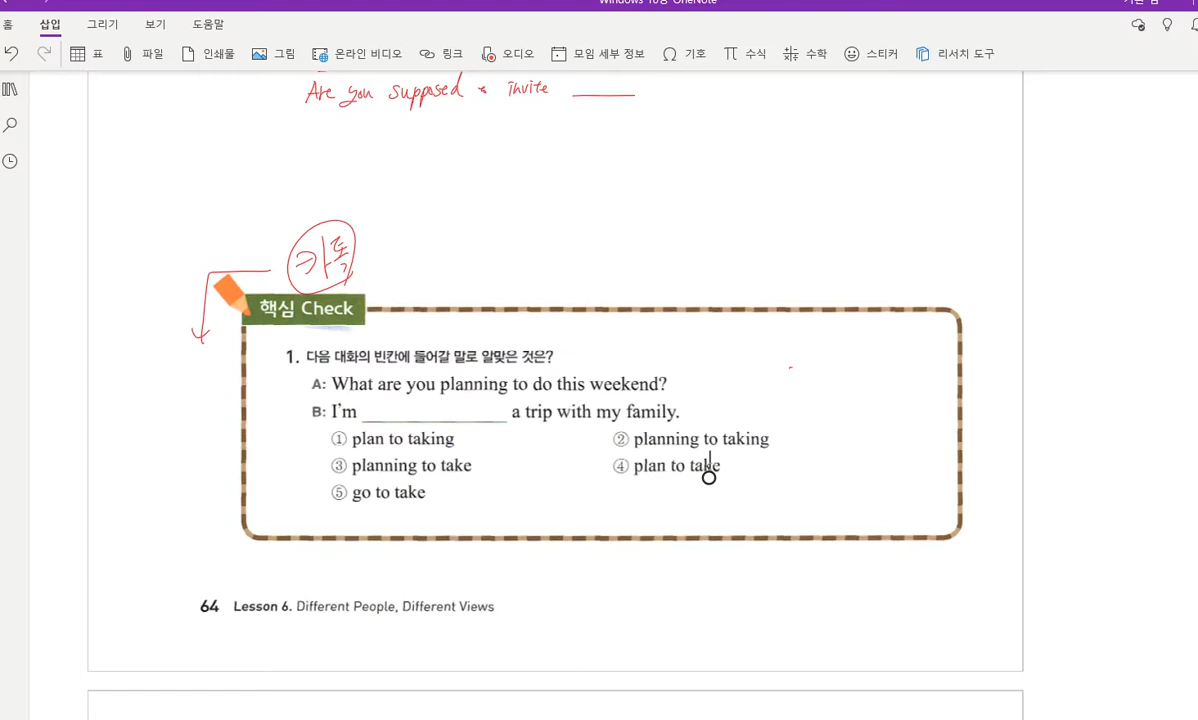 Windows 10용 OneNote
홈 삽입 그리기 보기 도움말
표 파일 인쇄물 그림 온라인 비디오 링크 오디오 모임 세부 정보 기호 수식 수학 스티커 리서치 도구
Are you supposed invite
카톡
핵심 Check
1. 다음 대화의 빈칸에 들어갈 말로 알맞은 것은?
A: What are you planning to do this weekend?
B: I'm ________ a trip with my family.
① plan to taking ② planning to taking
③ planning to take ④ plan to take
⑤ go to take
64 Lesson 6. Different People, Different Views